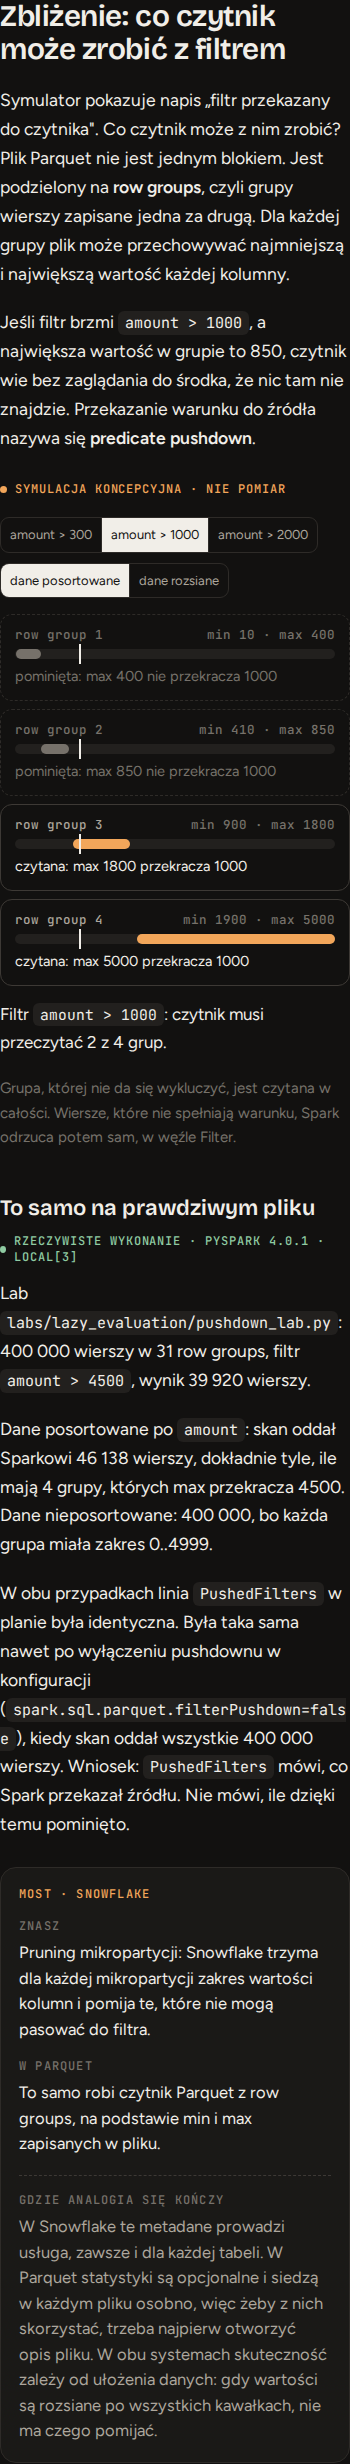 Zbliżenie: co czytnik
może zrobić z filtrem
Symulator pokazuje napis „filtr przekazany
do czytnika". Co czytnik może z nim zrobić?
Plik Parquet nie jest jednym blokiem. Jest
podzielony na row groups, czyli grupy
wierszy zapisane jedna za drugą. Dla każdej
grupy plik może przechowywać najmniejszą
i największą wartość każdej kolumny.
Jeśli filtr brzmi amount > 1000, a
największa wartość w grupie to 850, czytnik
wie bez zaglądania do środka, że nic tam nie
znajdzie. Przekazanie warunku do źródła
nazywa się predicate pushdown.
SYMULACJA KONCEPCYJNA · NIE POMIAR
amount > 300 amount > 1000 amount > 2000
dane posortowane dane rozsiane
row group 1 min 10 · max 400
pominięta: max 400 nie przekracza 1000
row group 2 min 410 · max 850
pominięta: max 850 nie przekracza 1000
row group 3 min 900 · max 1800
czytana: max 1800 przekracza 1000
row group 4 min 1900 · max 5000
czytana: max 5000 przekracza 1000
Filtr amount > 1000: czytnik musi
przeczytać 2 z 4 grup.
Grupa, której nie da się wykluczyć, jest czytana w
całości. Wiersze, które nie spełniają warunku, Spark
odrzuca potem sam, w węźle Filter.
To samo na prawdziwym pliku
RZECZYWISTE WYKONANIE · PYSPARK 4.0.1 ·
LOCAL[3]
Lab
labs/lazy_evaluation/pushdown_lab.py:
400 000 wierszy w 31 row groups, filtr
amount > 4500, wynik 39 920 wierszy.
Dane posortowane po amount: skan oddał
Sparkowi 46 138 wierszy, dokładnie tyle, ile
mają 4 grupy, których max przekracza 4500.
Dane nieposortowane: 400 000, bo każda
grupa miała zakres 0..4999.
W obu przypadkach linia PushedFilters w
planie była identyczna. Była taka sama
nawet po wyłączeniu pushdownu w
konfiguracji
(spark.sql.parquet.filterPushdown=fals
e), kiedy skan oddał wszystkie 400 000
wierszy. Wniosek: PushedFilters mówi, co
Spark przekazał źródłu. Nie mówi, ile dzięki
temu pominięto.
MOST · SNOWFLAKE
ZNASZ
Pruning mikropartycji: Snowflake trzyma
dla każdej mikropartycji zakres wartości
kolumn i pomija te, które nie mogą
pasować do filtra.
W PARQUET
To samo robi czytnik Parquet z row
groups, na podstawie min i max
zapisanych w pliku.
GDZIE ANALOGIA SIĘ KOŃCZY
W Snowflake te metadane prowadzi
usługa, zawsze i dla każdej tabeli. W
Parquet statystyki są opcjonalne i siedzą
w każdym pliku osobno, więc żeby z nich
skorzystać, trzeba najpierw otworzyć
opis pliku. W obu systemach skuteczność
zależy od ułożenia danych: gdy wartości
są rozsiane po wszystkich kawałkach, nie
ma czego pomijać.